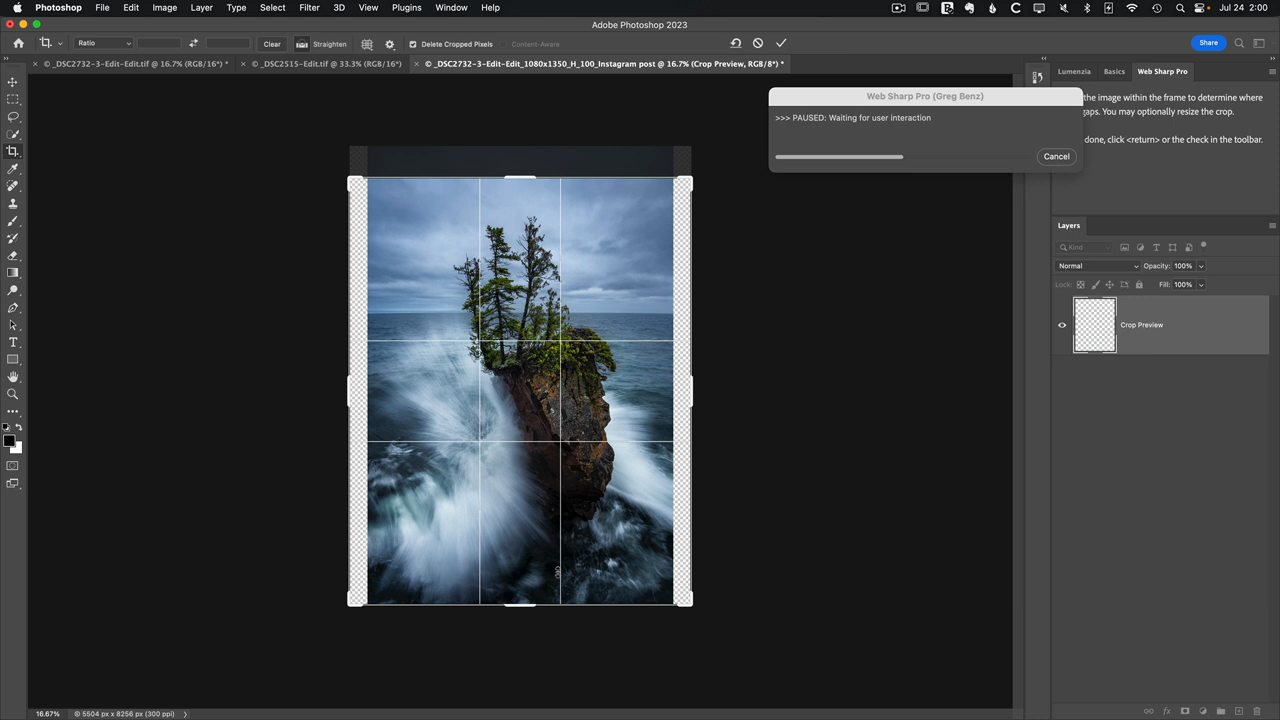 Photoshop File Edit Image Layer Type Select Filter 3D View Plugins Window Help Jul 24 2:00
Adobe Photoshop 2023
Ratio Clear Straighten Delete Cropped Pixels Content-Aware Share
© _DSC2732-3-Edit-Edit.tif @ 16.7% (RGB/16*) * © _DSC2515-Edit.tif @ 33.3% (RGB/16*) © _DSC2732-3-Edit-Edit_1080x1350_H_100_Instagram post @ 16.7% (Crop Preview, RGB/8*) *
Lumenzia Basics Web Sharp Pro
Web Sharp Pro (Greg Benz)
>>> PAUSED: Waiting for user interaction
Cancel
the image within the frame to determine where
gaps. You may optionally resize the crop.
done, click <return> or the check in the toolbar.
Layers
Kind
Normal Opacity: 100%
Lock: Fill: 100%
Crop Preview
16.67% © 5504 px x 8256 px (300 ppi)